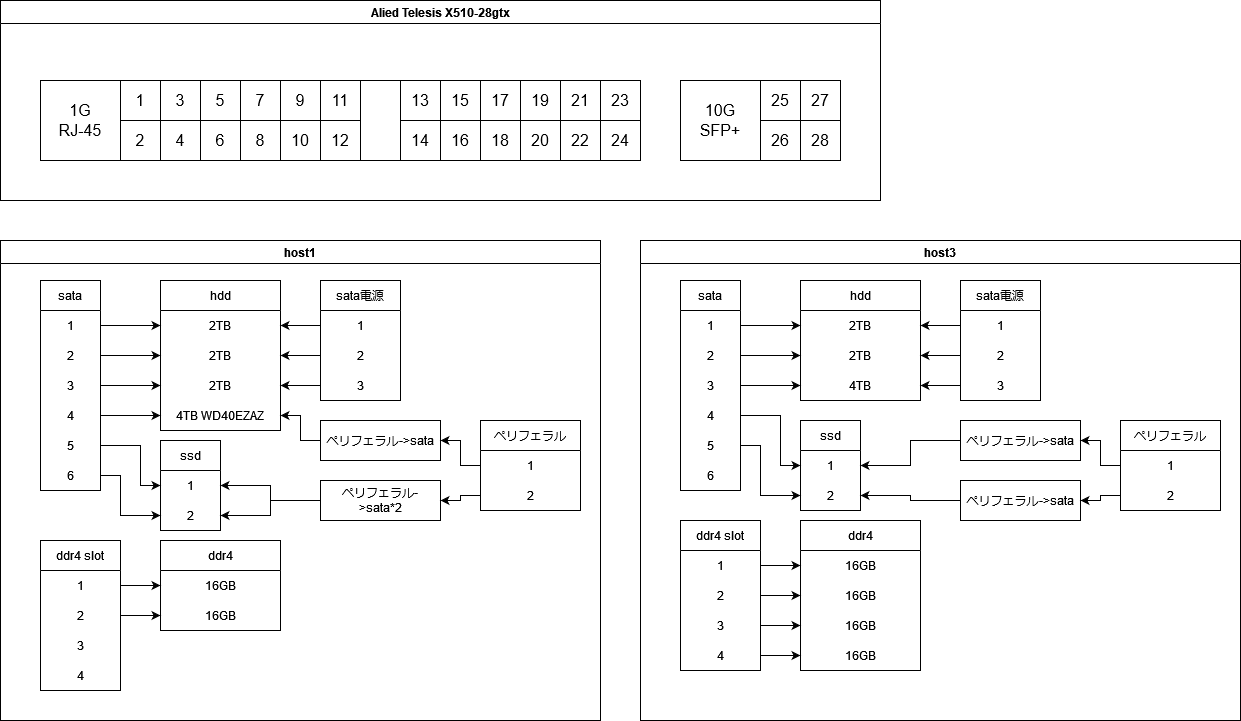 Alied Telesis X510-28gtx
1G
RJ-45
1 3 5 7 9 11 13 15 17 19 21 23
2 4 6 8 10 12 14 16 18 20 22 24
10G
SFP+
25 27
26 28
host1
sata
1
2
3
4
5
6
hdd
2TB
2TB
2TB
4TB WD40EZAZ
sata電源
1
2
3
ssd
1
2
ペリフェラル->sata
ペリフェラル-
>sata*2
ペリフェラル
1
2
ddr4 slot
1
2
3
4
ddr4
16GB
16GB
host3
sata
1
2
3
4
5
6
hdd
2TB
2TB
4TB
sata電源
1
2
3
ssd
1
2
ペリフェラル->sata
ペリフェラル->sata
ペリフェラル
1
2
ddr4 slot
1
2
3
4
ddr4
16GB
16GB
16GB
16GB